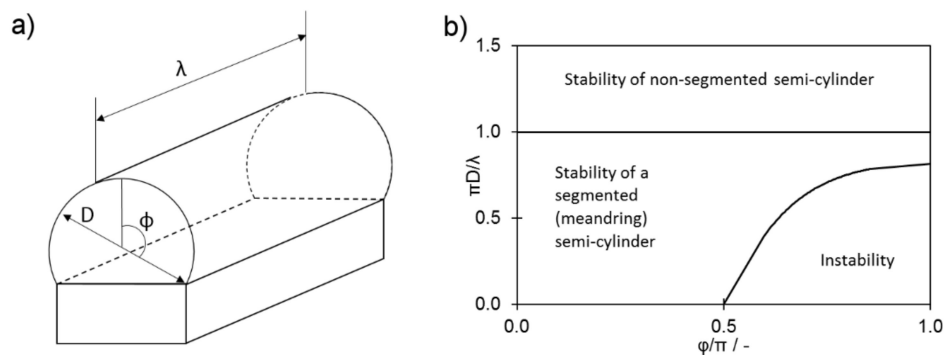 a)
λ
D
ϕ
b)
1.5
Stability of non-segmented semi-cylinder
1.0
πD/λ
Stability of a
segmented
(meandring)
semi-cylinder
0.5
Instability
0.0
0.0
0.5
1.0
φ/π / -